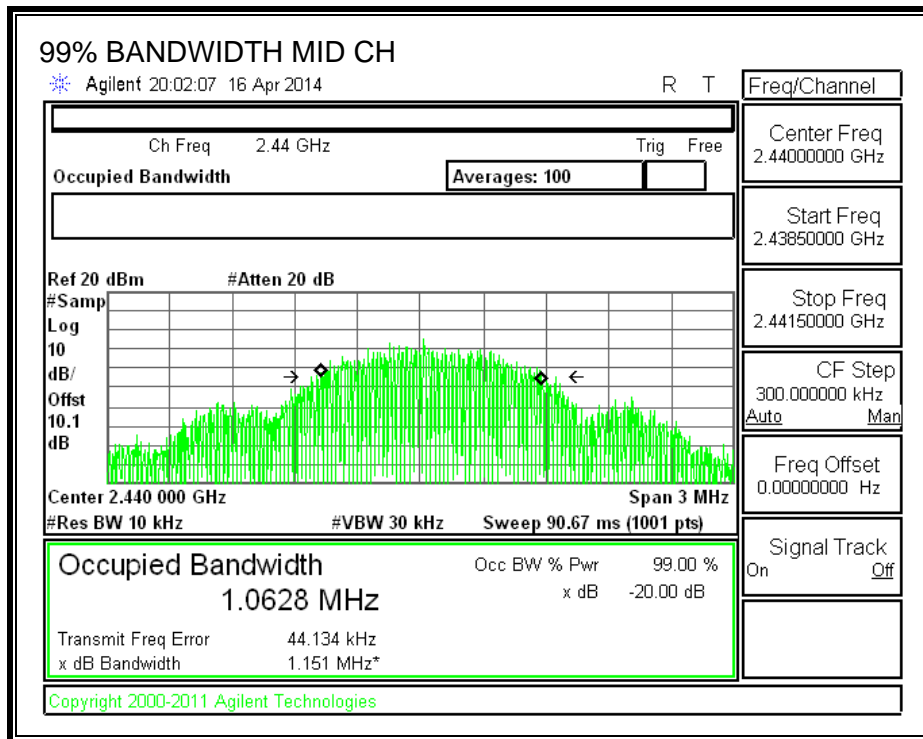 99% BANDWIDTH MID CH
Agilent 20:02:07 16 Apr 2014 R T
Freq/Channel
Ch Freq 2.44 GHz Trig Free
Occupied Bandwidth Averages: 100
Center Freq
2.44000000 GHz
Start Freq
2.43850000 GHz
Stop Freq
2.44150000 GHz
CF Step
300.000000 kHz
Auto Man
Freq Offset
0.00000000 Hz
Signal Track
On Off
Ref 20 dBm #Atten 20 dB
#Samp
Log
10
dB/
Offst
10.1
dB
Center 2.440 000 GHz Span 3 MHz
#Res BW 10 kHz #VBW 30 kHz Sweep 90.67 ms (1001 pts)
Occupied Bandwidth Occ BW % Pwr 99.00 %
1.0628 MHz x dB -20.00 dB
Transmit Freq Error 44.134 kHz
x dB Bandwidth 1.151 MHz*
Copyright 2000-2011 Agilent Technologies